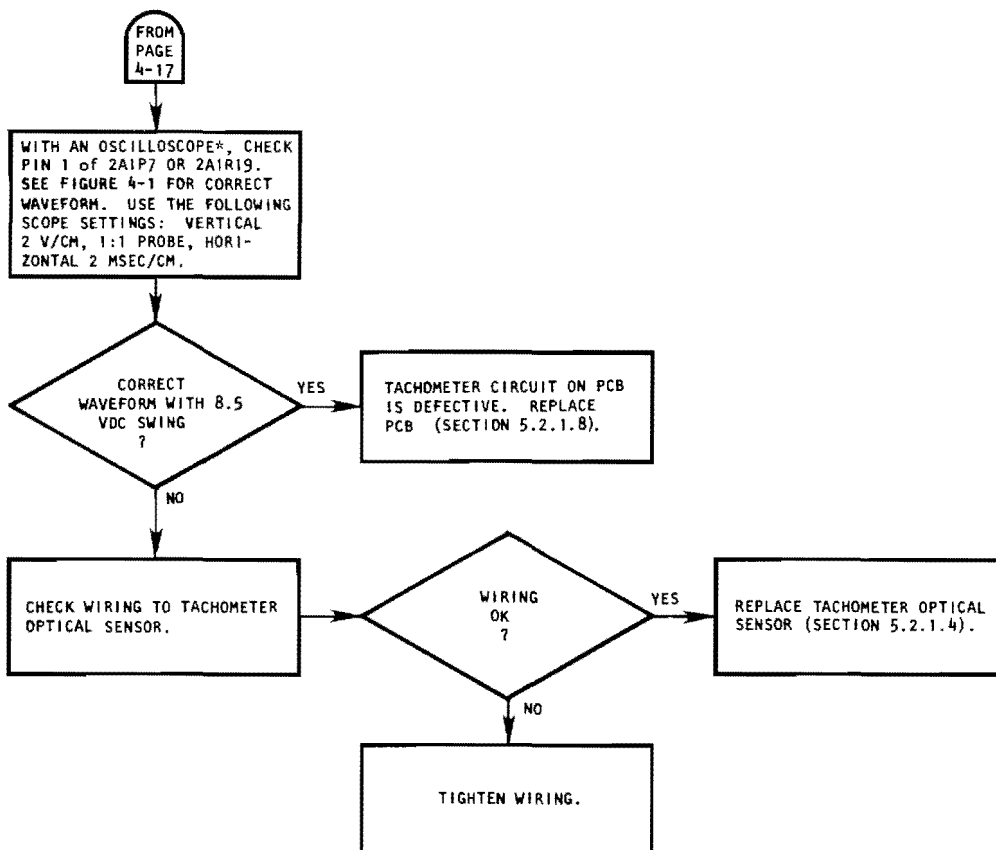 FROM
PAGE
4-17
WITH AN OSCILLOSCOPE*, CHECK
PIN 1 of 2A1P7 OR 2A1R19.
SEE FIGURE 4-1 FOR CORRECT
WAVEFORM. USE THE FOLLOWING
SCOPE SETTINGS: VERTICAL
2 V/CM, 1:1 PROBE, HORI-
ZONTAL 2 MSEC/CM.
CORRECT
WAVEFORM WITH 8.5
VDC SWING
?
YES
TACHOMETER CIRCUIT ON PCB
IS DEFECTIVE. REPLACE
PCB (SECTION 5.2.1.8).
NO
CHECK WIRING TO TACHOMETER
OPTICAL SENSOR.
WIRING
OK
?
YES
REPLACE TACHOMETER OPTICAL
SENSOR (SECTION 5.2.1.4).
NO
TIGHTEN WIRING.